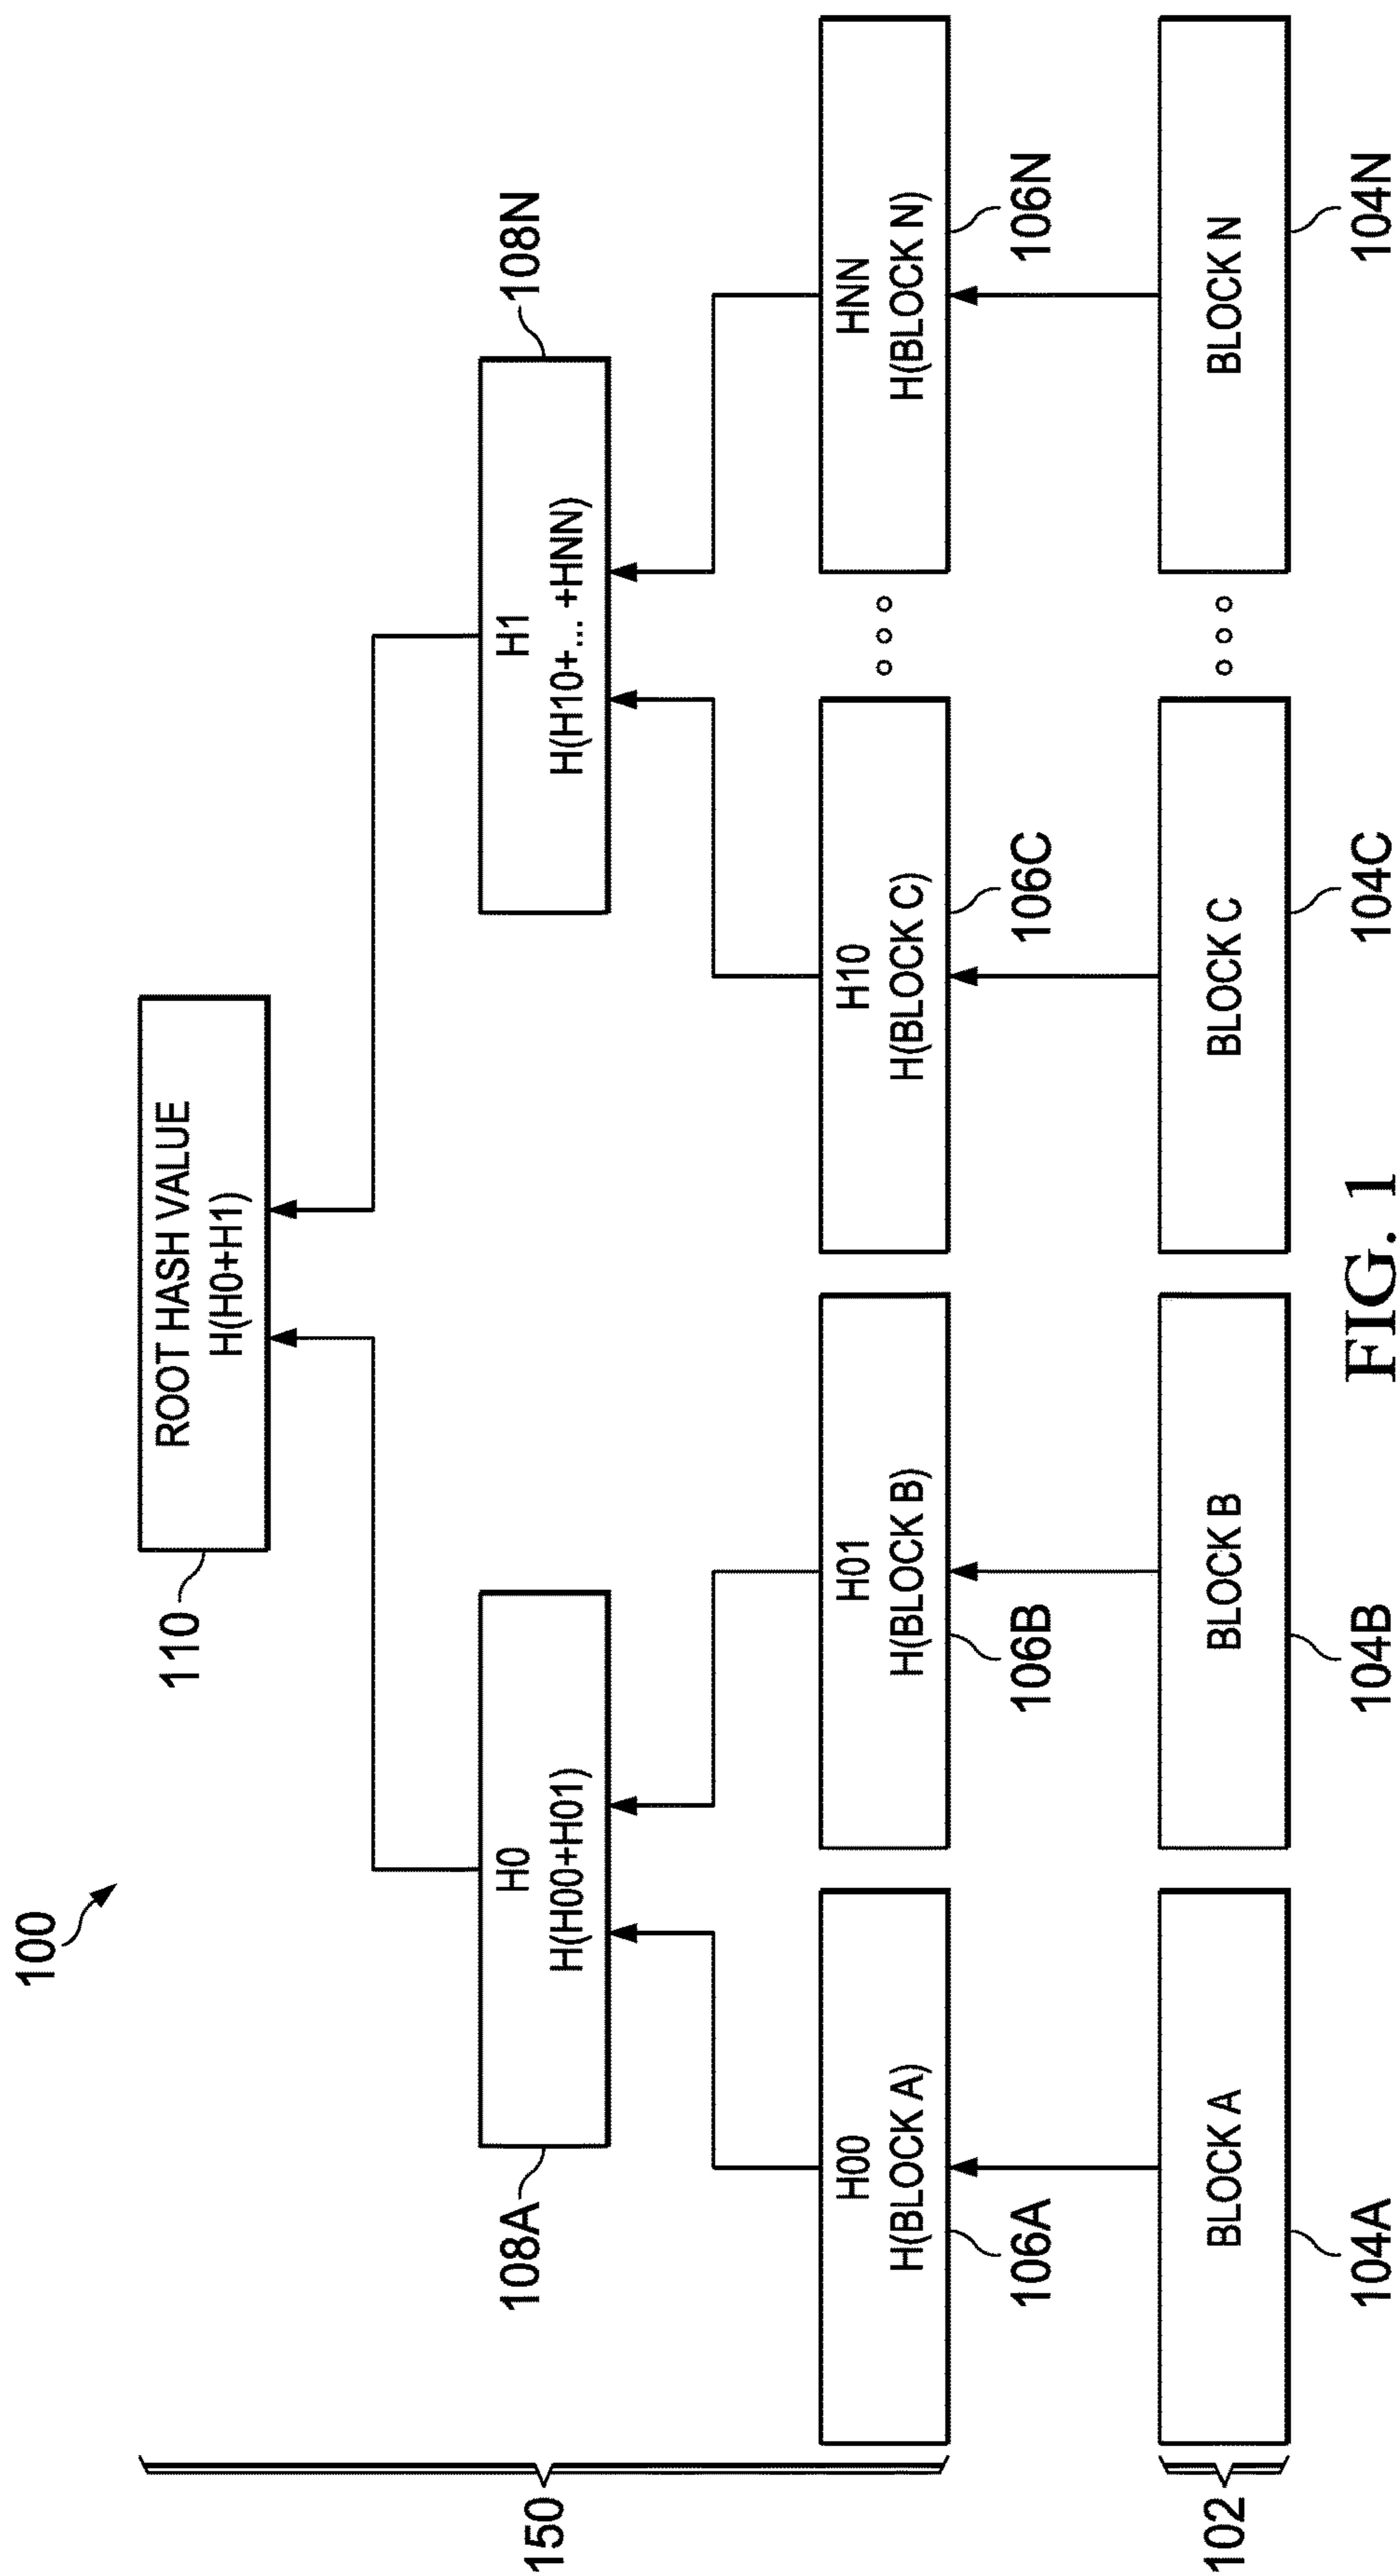 100
110
ROOT HASH VALUE
H(H0+H1)
108A
H0
H(H00+H01)
H1
H(H10+... +HNN)
108N
150
H00
H(BLOCK A)
H01
H(BLOCK B)
H10
H(BLOCK C)
HNN
H(BLOCK N)
106A
106B
106C
106N
102
BLOCK A
BLOCK B
BLOCK C
BLOCK N
104A
104B
104C
104N
FIG. 1